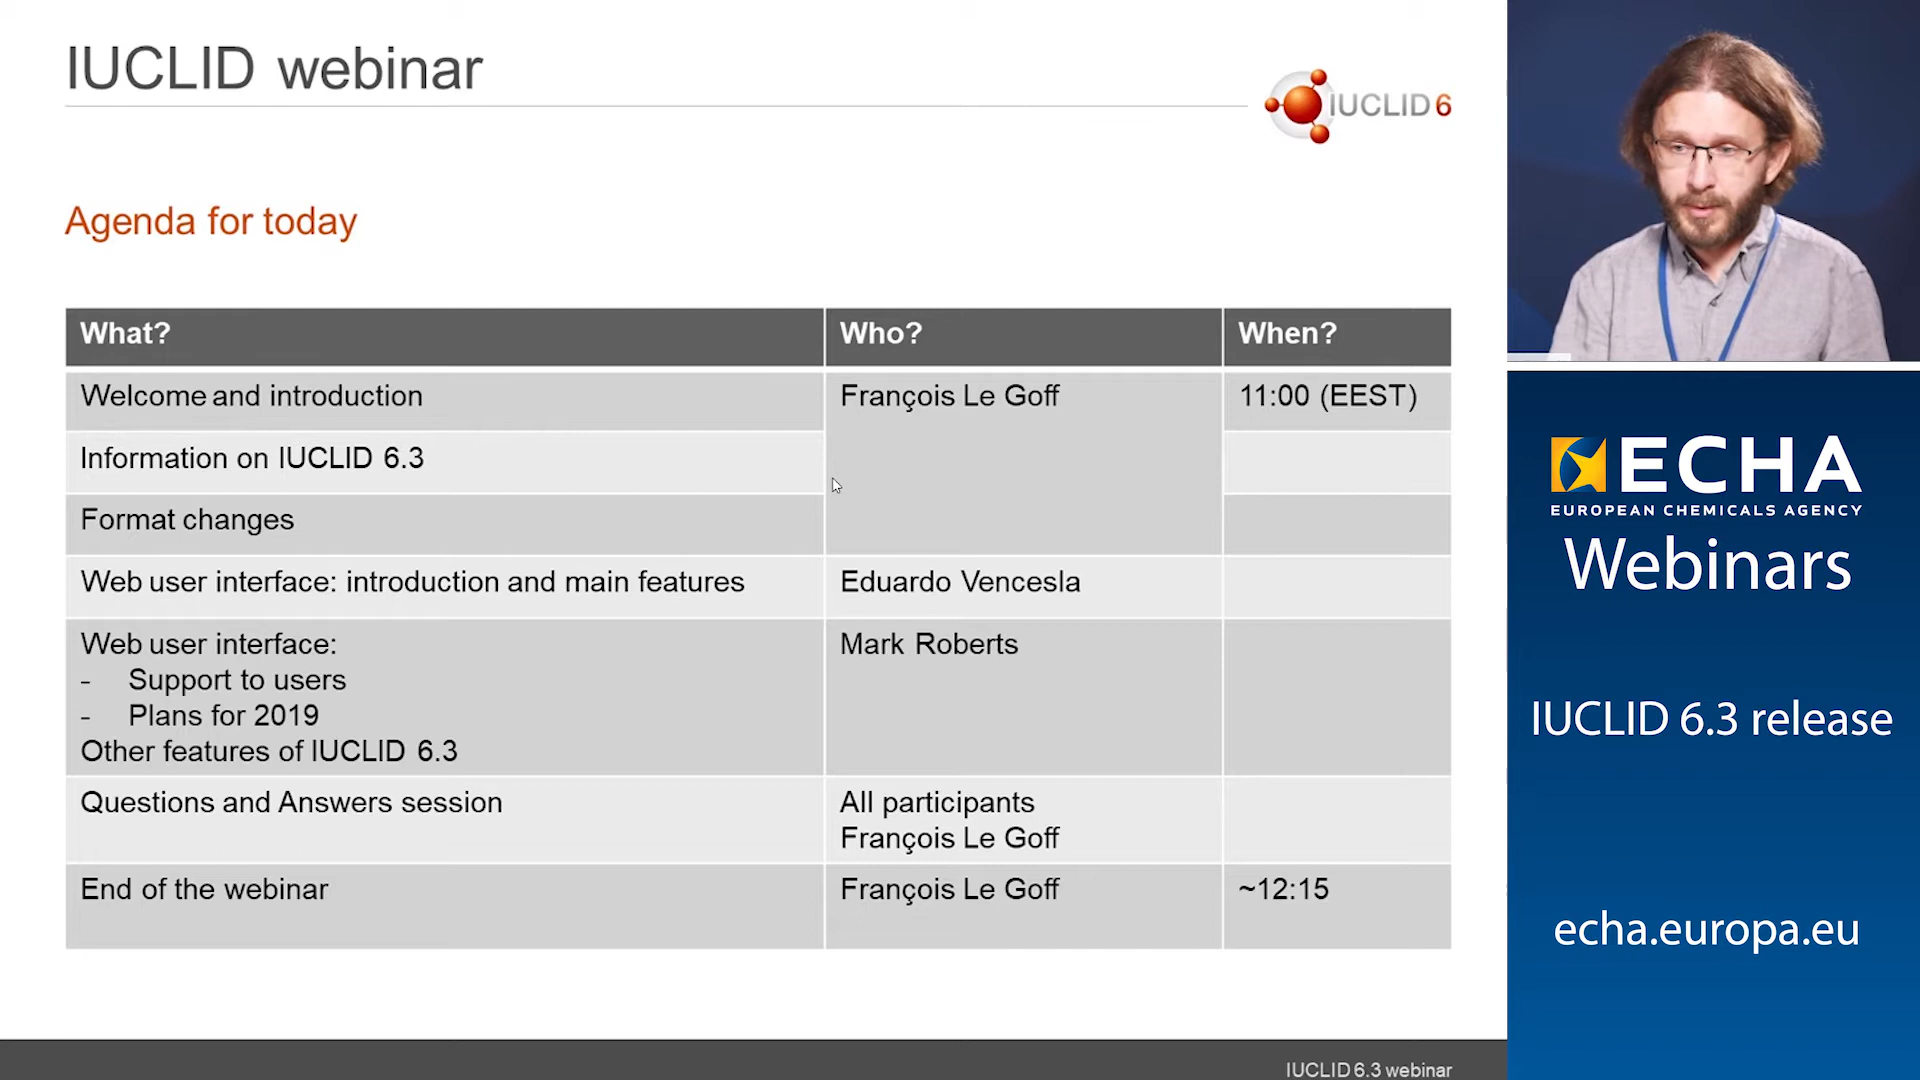 IUCLID webinar
IUCLID 6
Agenda for today
What? Who? When?
Welcome and introduction François Le Goff 11:00 (EEST)
Information on IUCLID 6.3
Format changes
Web user interface: introduction and main features Eduardo Vencesla
Web user interface: Mark Roberts
- Support to users
- Plans for 2019
Other features of IUCLID 6.3
Questions and Answers session All participants
François Le Goff
End of the webinar François Le Goff ~12:15
IUCLID 6.3 webinar
ECHA
EUROPEAN CHEMICALS AGENCY
Webinars
IUCLID 6.3 release
echa.europa.eu